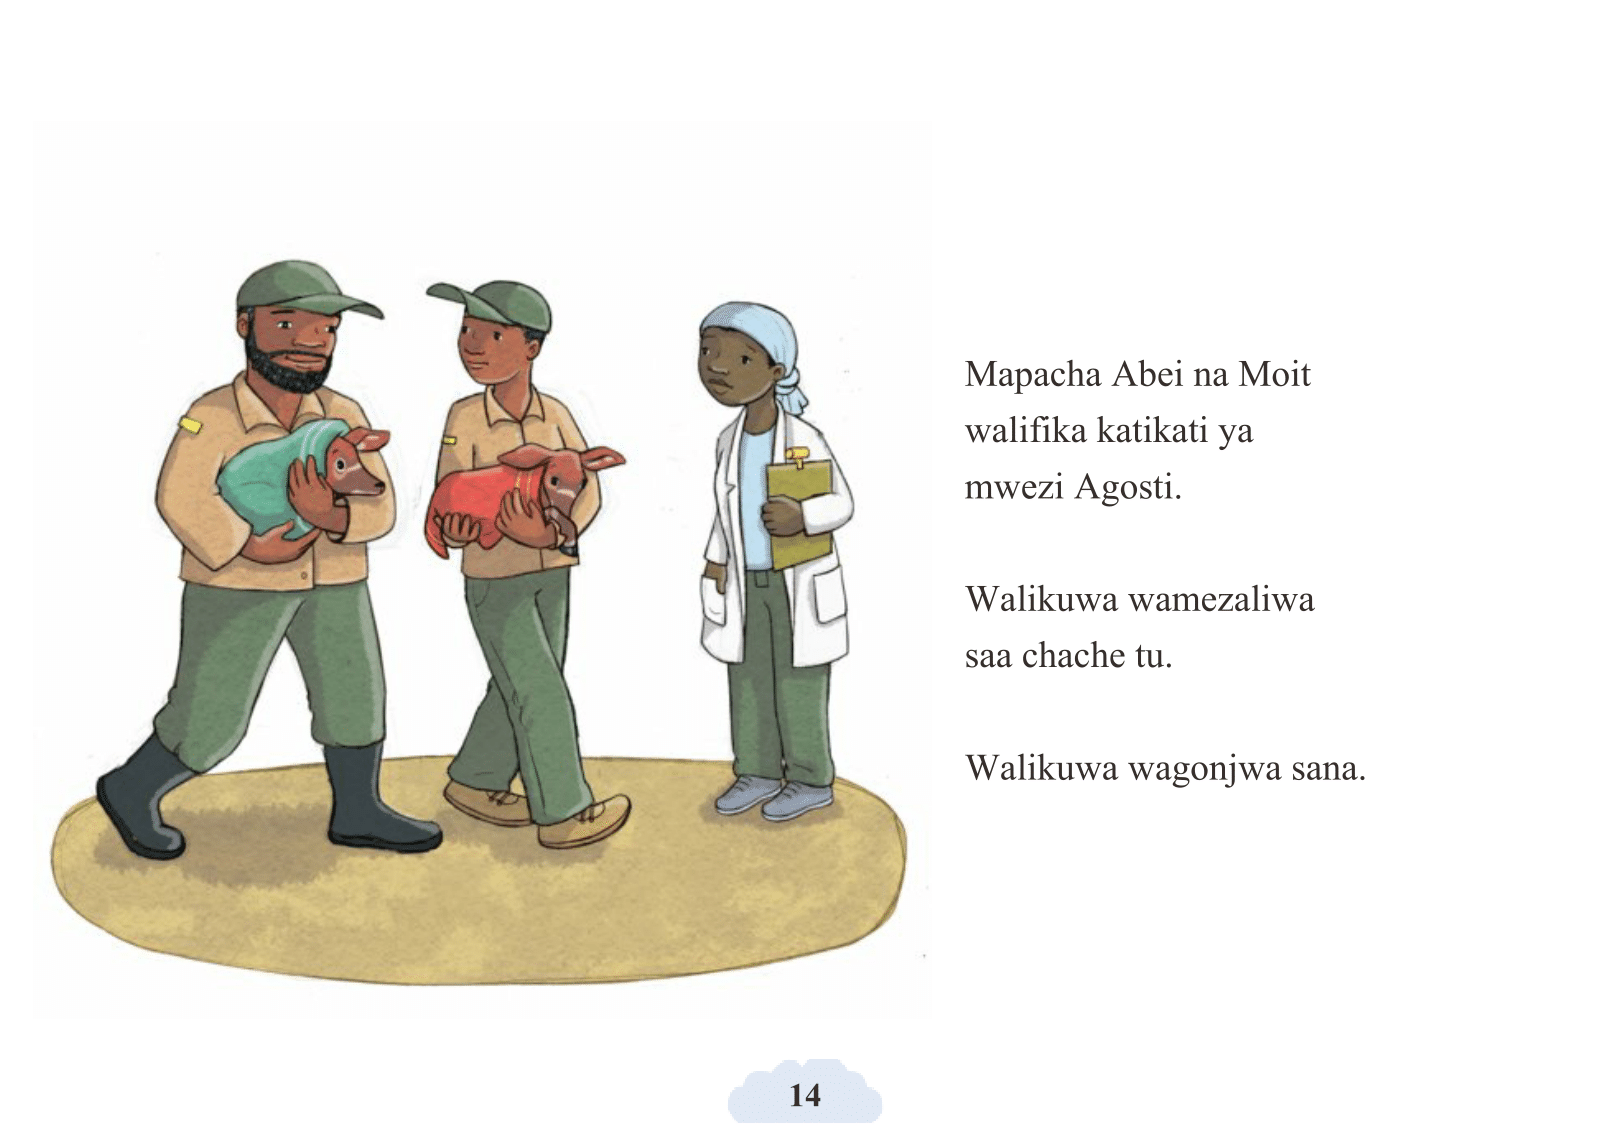 Mapacha Abei na Moit
walifika katikati ya
mwezi Agosti.
Walikuwa wamezaliwa
saa chache tu.
Walikuwa wagonjwa sana.
14